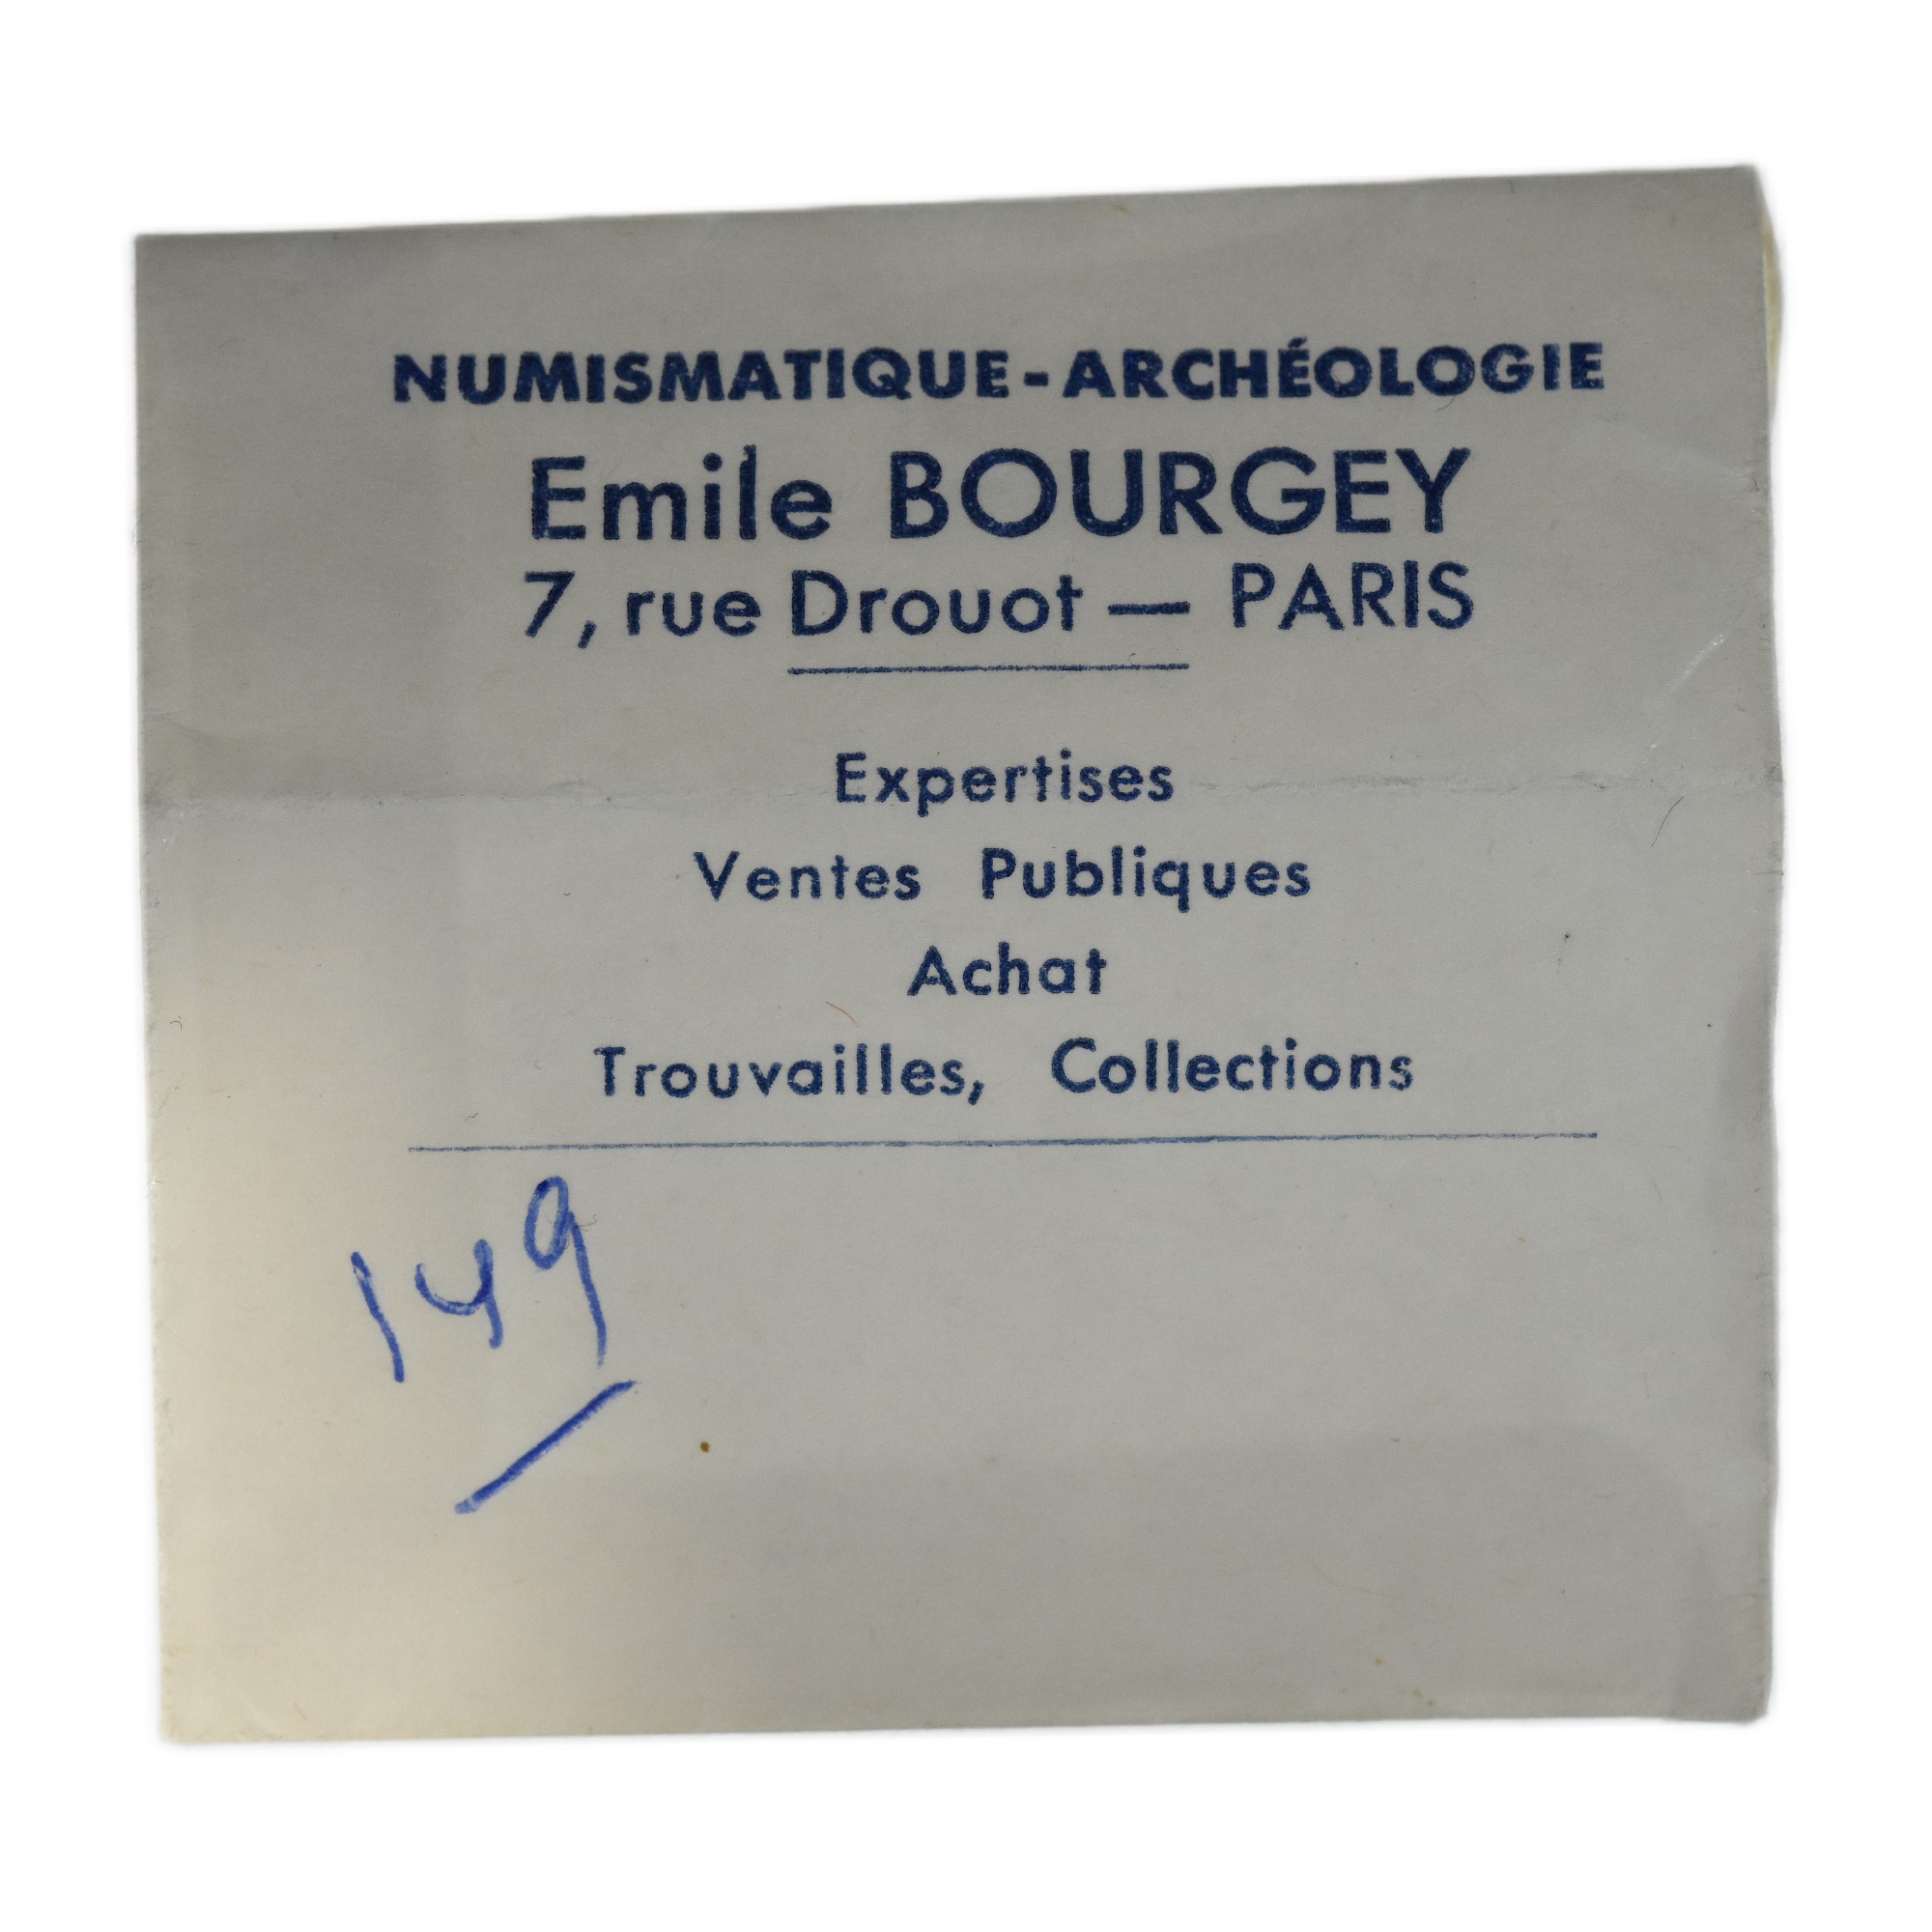 NUMISMATIQUE-ARCHÉOLOGIE
Emile BOURGEY
7, rue Drouot — PARIS
Expertises
Ventes Publiques
Achat
Trouvailles, Collections
149